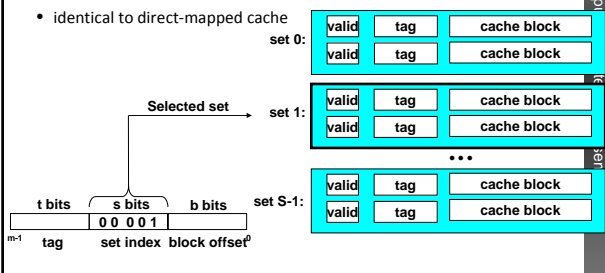 • identical to direct-mapped cache
set 0:
valid tag cache block
valid tag cache block
Selected set
set 1:
valid tag cache block
valid tag cache block
• • •
set S-1:
valid tag cache block
valid tag cache block
t bits s bits b bits
0 0 0 0 1
m-1 0
tag set index block offset